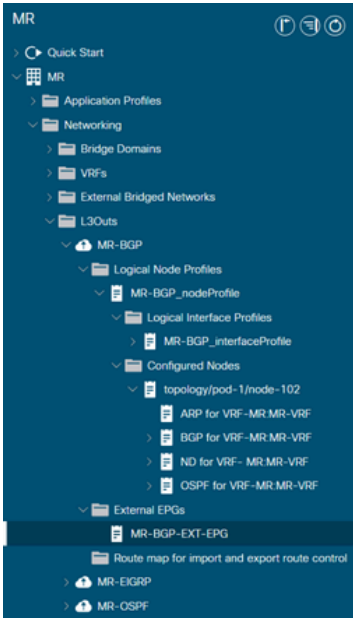 MR
Quick Start
MR
Application Profiles
Networking
Bridge Domains
VRFs
External Bridged Networks
L3Outs
MR-BGP
Logical Node Profiles
MR-BGP_nodeProfile
Logical Interface Profiles
MR-BGP_interfaceProfile
Configured Nodes
topology/pod-1/node-102
ARP for VRF-MR:MR-VRF
BGP for VRF-MR:MR-VRF
ND for VRF- MR:MR-VRF
OSPF for VRF-MR:MR-VRF
External EPGs
MR-BGP-EXT-EPG
Route map for import and export route control
MR-EIGRP
MR-OSPF